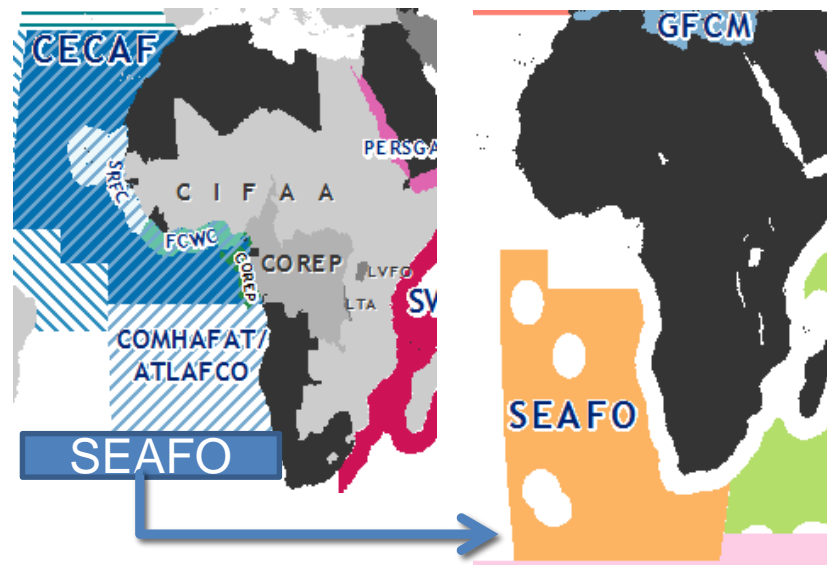 CECAF
GFCM
PERSGA
SRFC
C I F A A
FCWC
COREP
COREP
LVFO
LTA
SW
COMHAFAT/
ATLAFCO
SEAFO
SEAFO